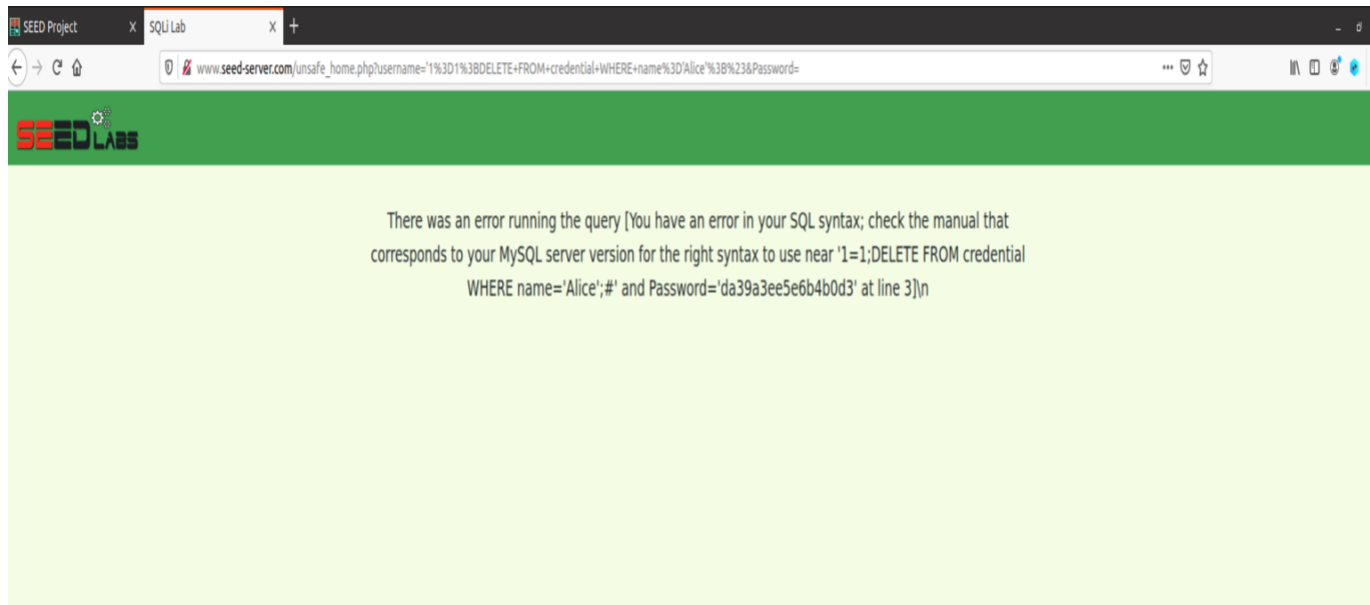 SEED Project X SQLi Lab X +
www.seed-server.com/unsafe_home.php?username='1%3D1%3BDELETE+FROM+credential+WHERE+name%3D'Alice'%3B%23&Password=
SEED LABS
There was an error running the query [You have an error in your SQL syntax; check the manual that
corresponds to your MySQL server version for the right syntax to use near '1=1;DELETE FROM credential
WHERE name='Alice';#' and Password='da39a3ee5e6b4b0d3' at line 3]\n